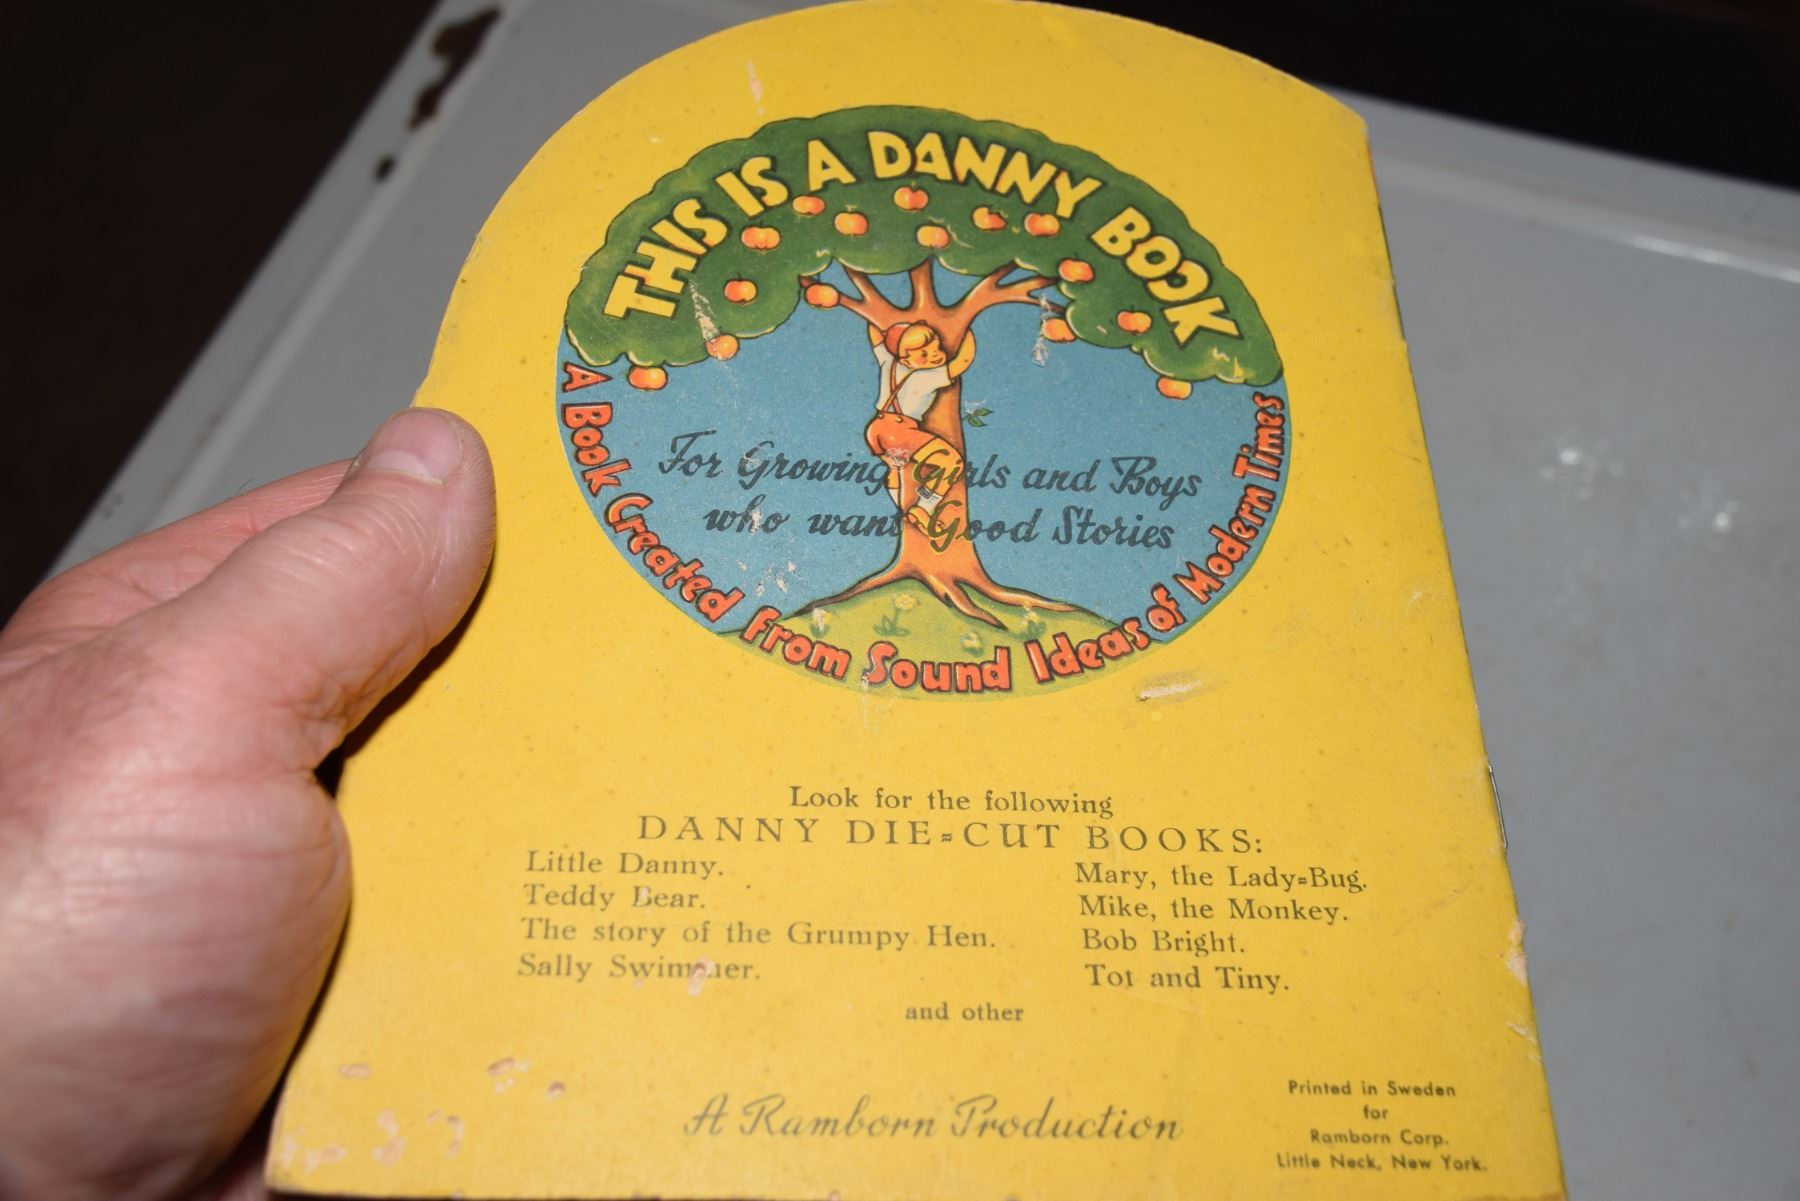 THIS IS A DANNY BOOK
For Growing Girls and Boys
who want Good Stories
A Book Created from Sound Ideas of Modern Times
Look for the following
DANNY DIE=CUT BOOKS:
Little Danny.
Teddy Bear.
The story of the Grumpy Hen.
Sally Swimmer.
Mary, the Lady=Bug.
Mike, the Monkey.
Bob Bright.
Tot and Tiny.
and other
A Ramborn Production
Printed in Sweden
for
Ramborn Corp.
Little Neck, New York.